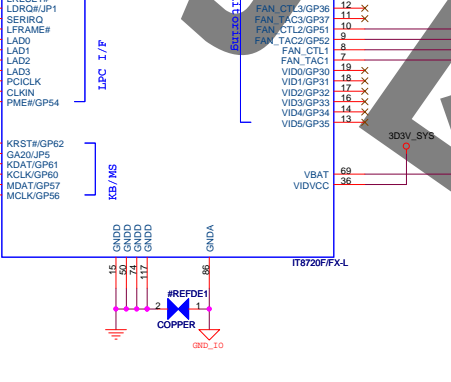 LDRQ#/JP1
SERIRQ
LFRAME#
LAD0
LAD1
LAD2
LAD3
PCICLK
CLKIN
PME#/GP54
LPC I/F
KRST#/GP62
GA20/JP5
KDAT/GP61
KCLK/GP60
MDAT/GP57
MCLK/GP56
KB/MS
itoring
FAN_CTL3/GP36 12
FAN_TAC3/GP37 11
FAN_CTL2/GP51 10
FAN_TAC2/GP52 9
FAN_CTL1 8
FAN_TAC1 7
VID0/GP30 19
VID1/GP31 18
VID2/GP32 17
VID3/GP33 16
VID4/GP34 14
VID5/GP35 13
3D3V_SYS
VBAT 69
VIDVCC 36
GNDD 15
GNDD 50
GNDD 74
GNDD 117
GNDA 86
IT8720F/FX-L
#REFDE1
2 1
COPPER
GND_IO